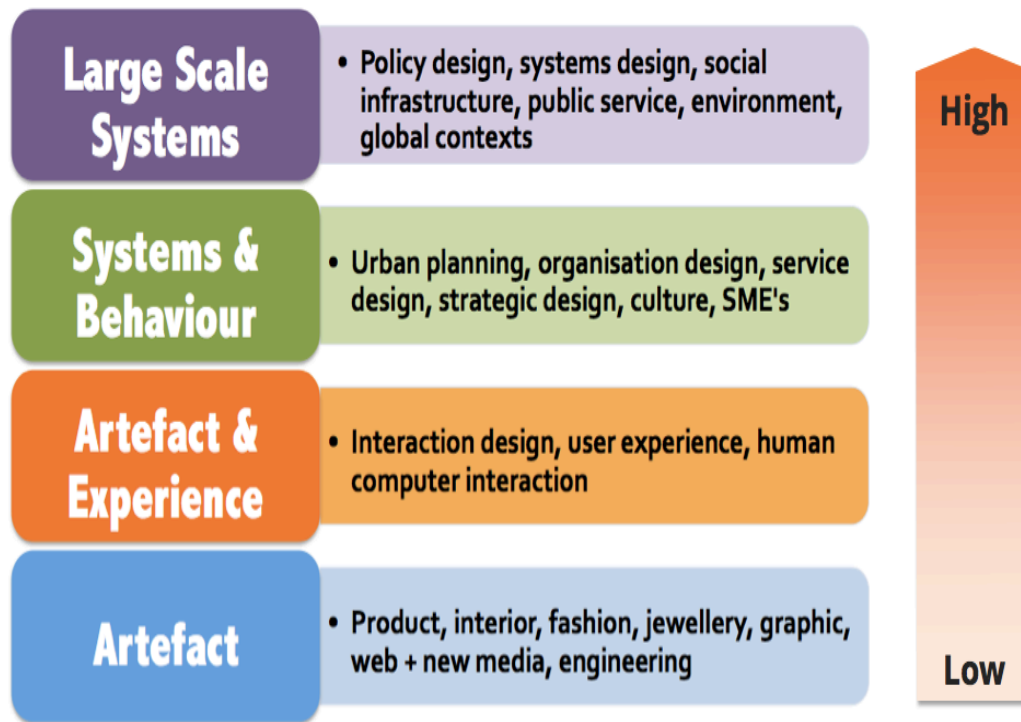 Large Scale
Systems
• Policy design, systems design, social
infrastructure, public service, environment,
global contexts
High
Systems &
Behaviour
• Urban planning, organisation design, service
design, strategic design, culture, SME's
Artefact &
Experience
• Interaction design, user experience, human
computer interaction
Artefact
• Product, interior, fashion, jewellery, graphic,
web + new media, engineering
Low